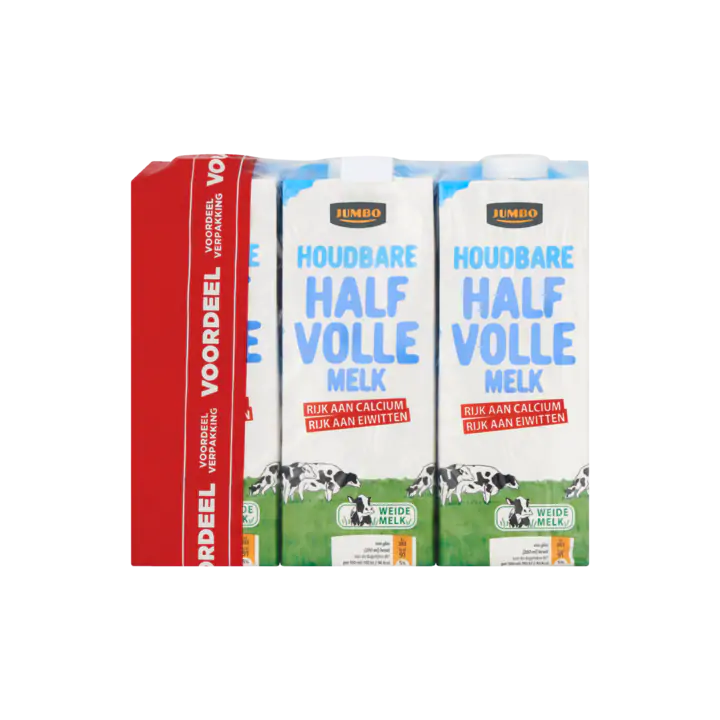 VOORDEEL
VOORDEEL
VERPAKKING
VOORDEEL
VERPAKKING
JUMBO
HOUDBARE
HALF
VOLLE
MELK
RIJK AAN CALCIUM
RIJK AAN EIWITTEN
WEIDE
MELK
JUMBO
HOUDBARE
HALF
VOLLE
MELK
RIJK AAN CALCIUM
RIJK AAN EIWITTEN
WEIDE
MELK